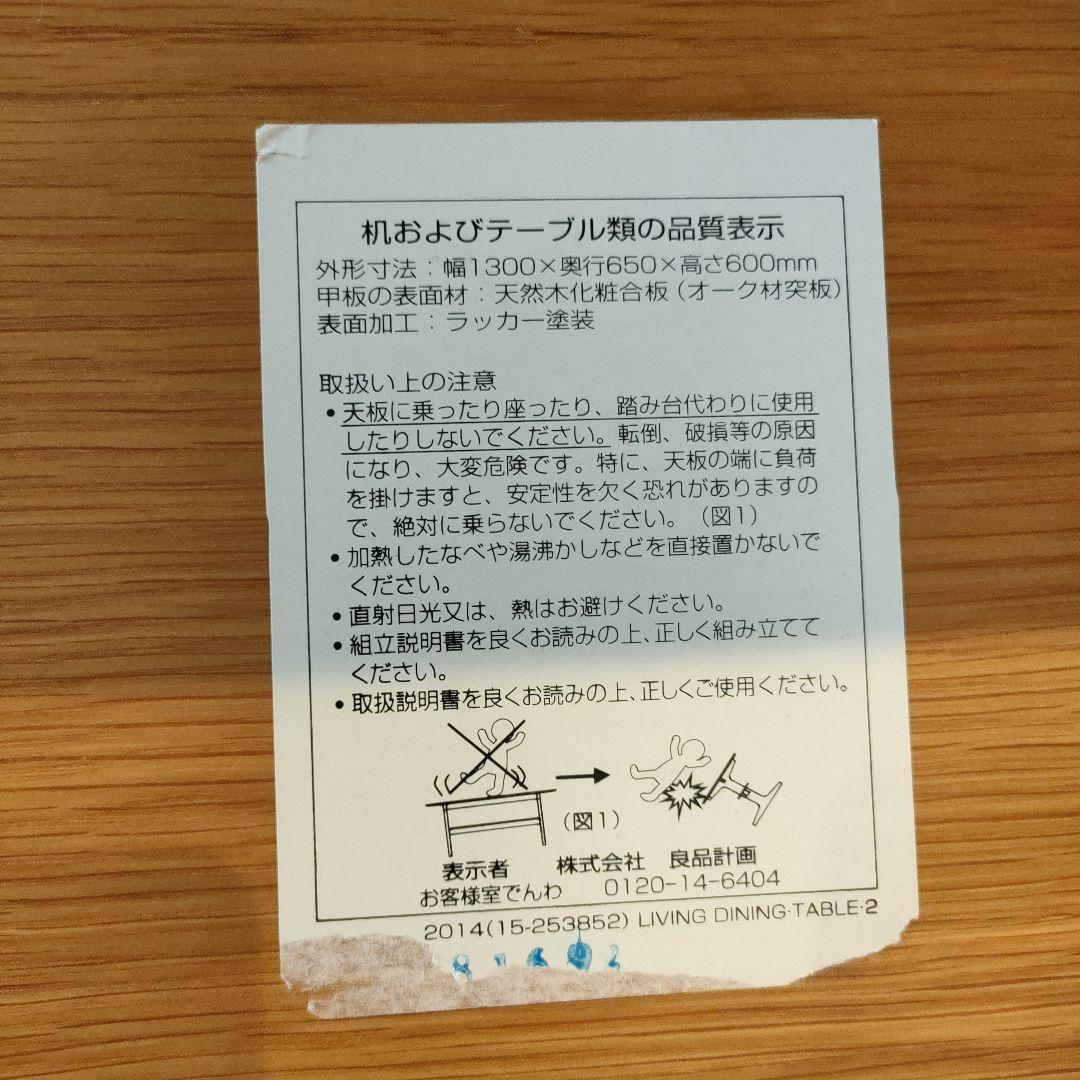 机およびテーブル類の品質表示
外形寸法：幅1300×奥行650×高さ600mm
甲板の表面材：天然木化粧合板（オーク材突板）
表面加工：ラッカー塗装
取扱い上の注意
•天板に乗ったり座ったり、踏み台代わりに使用
したりしないでください。転倒、破損等の原因
になり、大変危険です。特に、天板の端に負荷
を掛けますと、安定性を欠く恐れがありますの
で、絶対に乗らないでください。（図1）
•加熱したなべや湯沸かしなどを直接置かないで
ください。
•直射日光又は、熱はお避けください。
•組立説明書を良くお読みの上、正しく組み立てて
ください。
•取扱説明書を良くお読みの上、正しくご使用ください。
（図1）
表示者 株式会社 良品計画
お客様室でんわ 0120-14-6404
2014(15-253852) LIVING DINING·TABLE·2